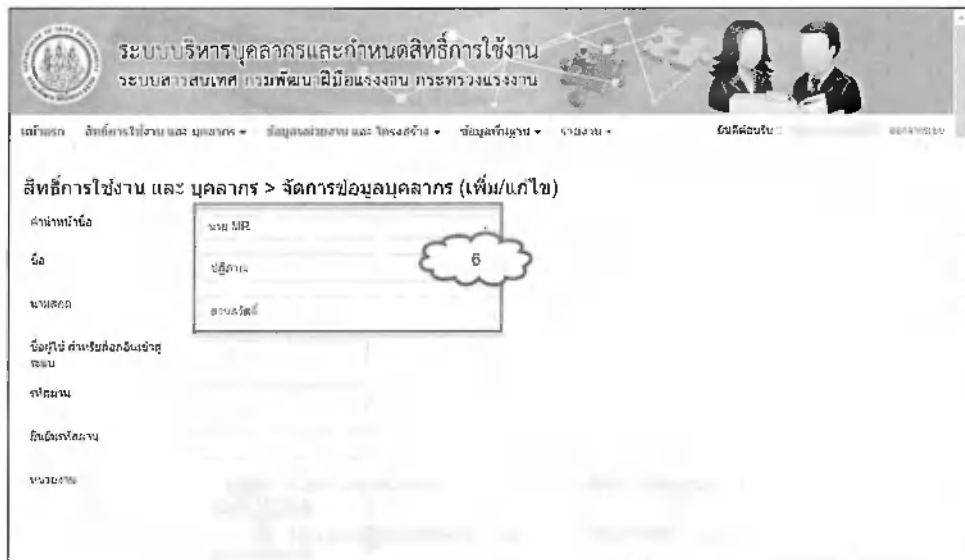 ระบบบริหารบุคลากรและกำหนดสิทธิ์การใช้งาน
ระบบสารสนเทศ กรมพัฒนาฝีมือแรงงาน กระทรวงแรงงาน
หน้าแรก สิทธิ์การใช้งาน และ บุคลากร ข้อมูลหน่วยงาน และ โครงสร้าง ข้อมูลพื้นฐาน รายงาน ยินดีต้อนรับ : ออกจากระบบ
สิทธิ์การใช้งาน และ บุคลากร > จัดการข้อมูลบุคลากร (เพิ่ม/แก้ไข)
คำนำหน้าชื่อ นาย MR.
ชื่อ ปฏิภาณ
6
นามสกุล
ชื่อผู้ใช้ สำหรับล็อกอินเข้าสู่
ระบบ
รหัสผ่าน
ยืนยันรหัสผ่าน
หน่วยงาน